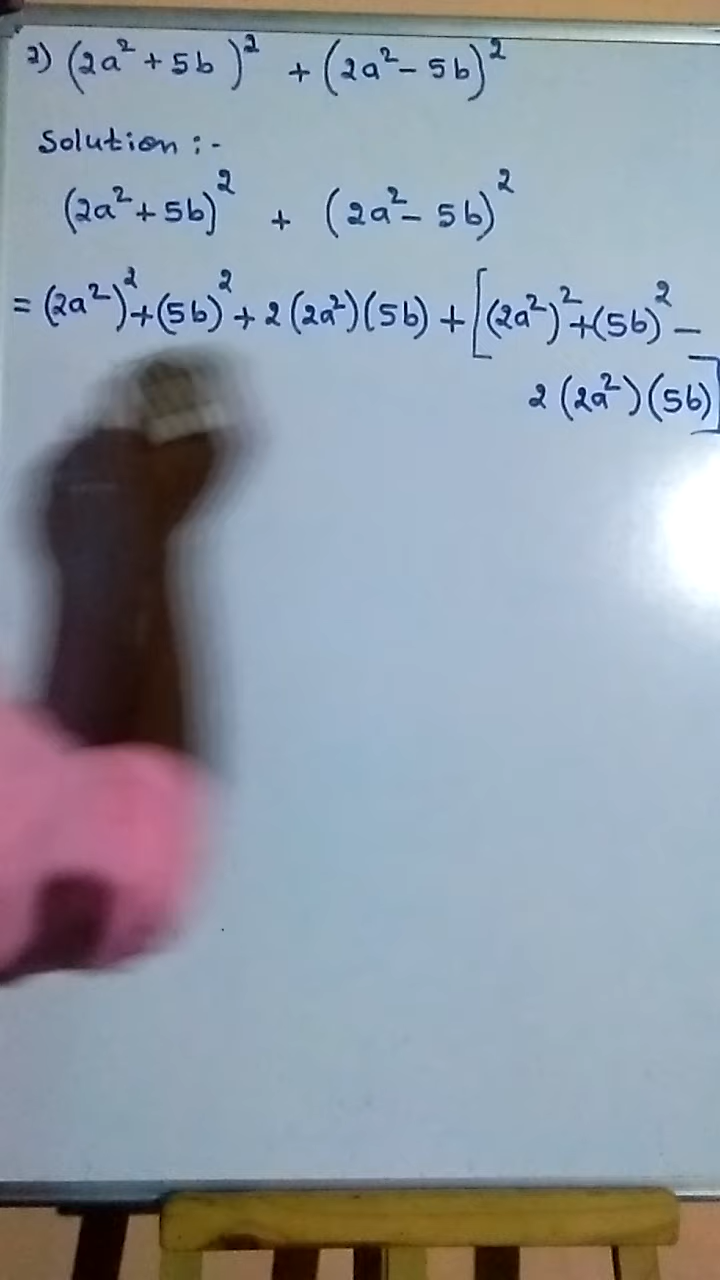 2) (2a² + 5b)² + (2a² - 5b)²
Solution :-
(2a² + 5b)² + (2a² - 5b)²
= (2a²)² + (5b)² + 2(2a²)(5b) + [(2a²)² + (5b)² -
2(2a²)(5b)]